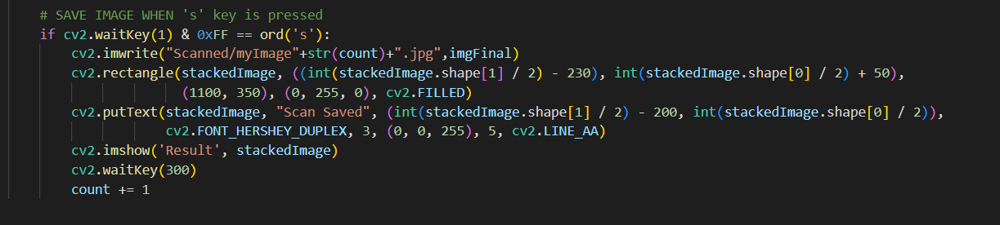 # SAVE IMAGE WHEN 's' key is pressed
if cv2.waitKey(1) & 0xFF == ord('s'):
cv2.imwrite("Scanned/myImage"+str(count)+".jpg",imgFinal)
cv2.rectangle(stackedImage, ((int(stackedImage.shape[1] / 2) - 230), int(stackedImage.shape[0] / 2) + 50),
(1100, 350), (0, 255, 0), cv2.FILLED)
cv2.putText(stackedImage, "Scan Saved", (int(stackedImage.shape[1] / 2) - 200, int(stackedImage.shape[0] / 2)),
cv2.FONT_HERSHEY_DUPLEX, 3, (0, 0, 255), 5, cv2.LINE_AA)
cv2.imshow('Result', stackedImage)
cv2.waitKey(300)
count += 1